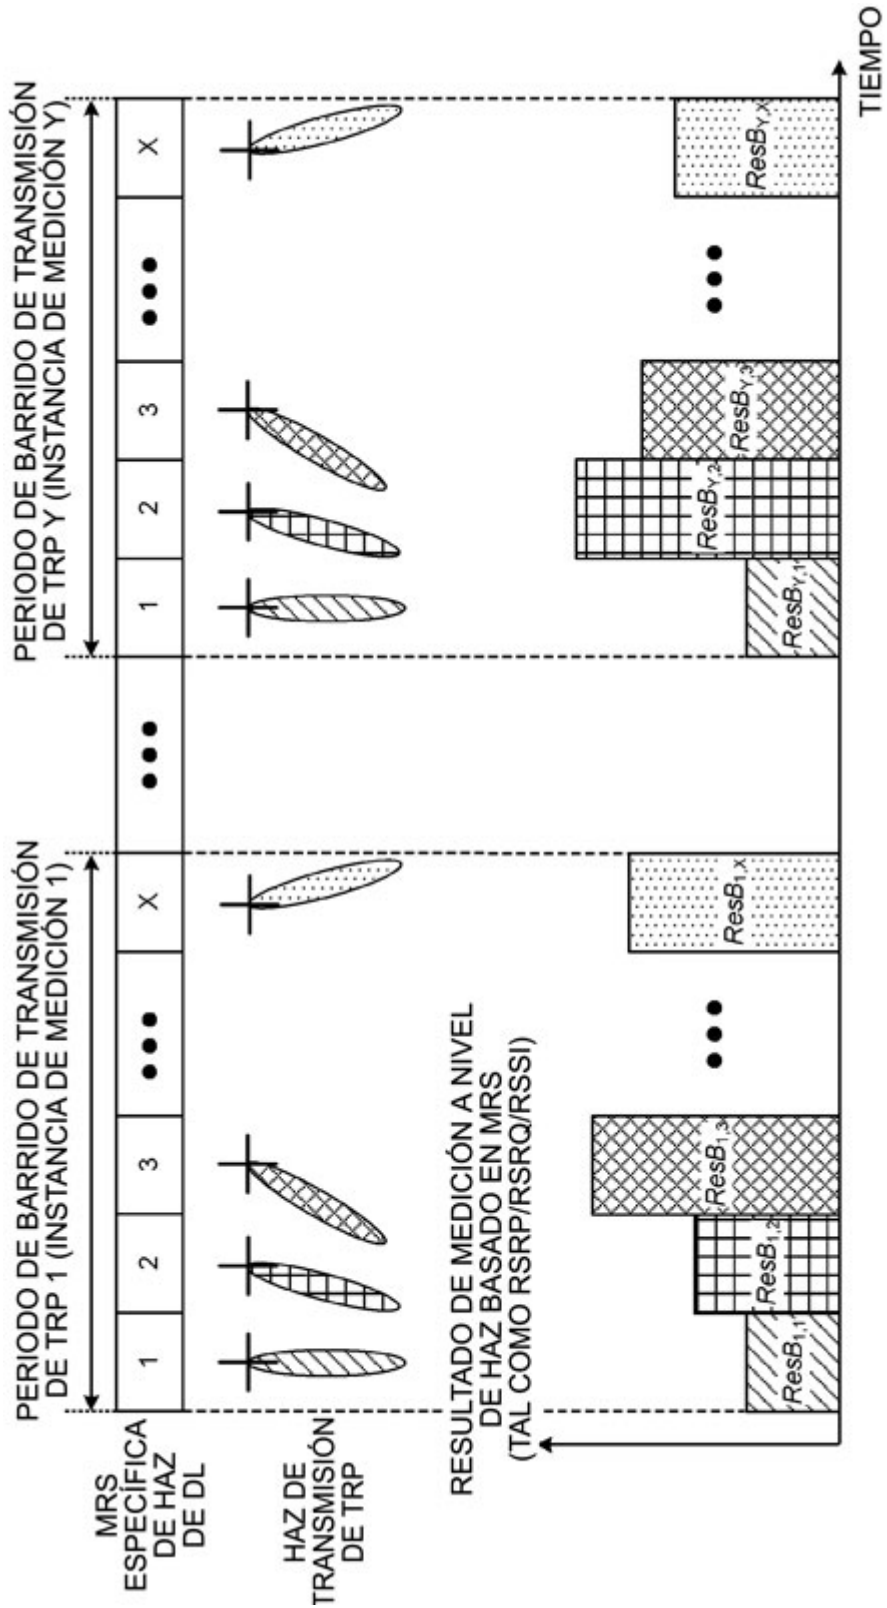 PERIODO DE BARRIDO DE TRANSMISIÓN
DE TRP 1 (INSTANCIA DE MEDICIÓN 1)
PERIODO DE BARRIDO DE TRANSMISIÓN
DE TRP Y (INSTANCIA DE MEDICIÓN Y)
MRS
ESPECÍFICA
DE HAZ
DE DL
1
2
3
●●●
X
●●●
1
2
3
●●●
X
HAZ DE
TRANSMISIÓN
DE TRP
RESULTADO DE MEDICIÓN A NIVEL
DE HAZ BASADO EN MRS
(TAL COMO RSRP/RSRQ/RSSI)
ResB1,1
ResB1,2
ResB1,3
●●●
ResB1,X
ResBY,1
ResBY,2
ResBY,3
●●●
ResBY,X
TIEMPO